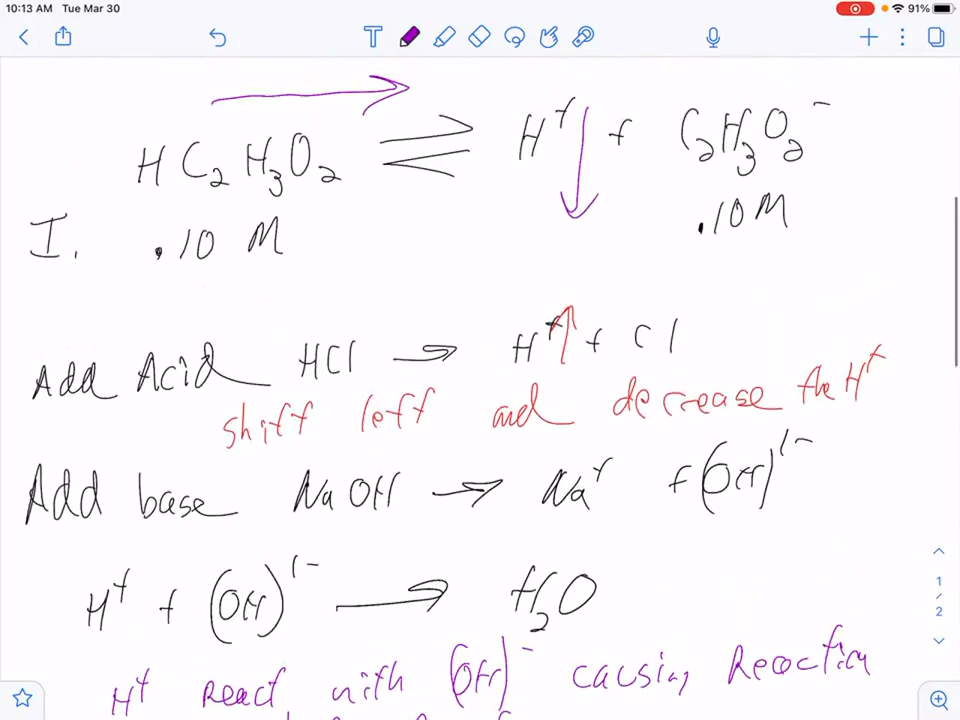 10:13 AM Tue Mar 30 91%
T
HC₂H₃O₂ ⇌ H⁺ + C₂H₃O₂⁻
I. .10 M .10 M
Add Acid HCl → H⁺ ↑ + Cl
shift left and decrease the H⁺
Add base NaOH → Na⁺ + (OH)¹⁻
H⁺ + (OH)¹⁻ → H₂O
1
/
2
H⁺ React with (OH)⁻ causing Reaction